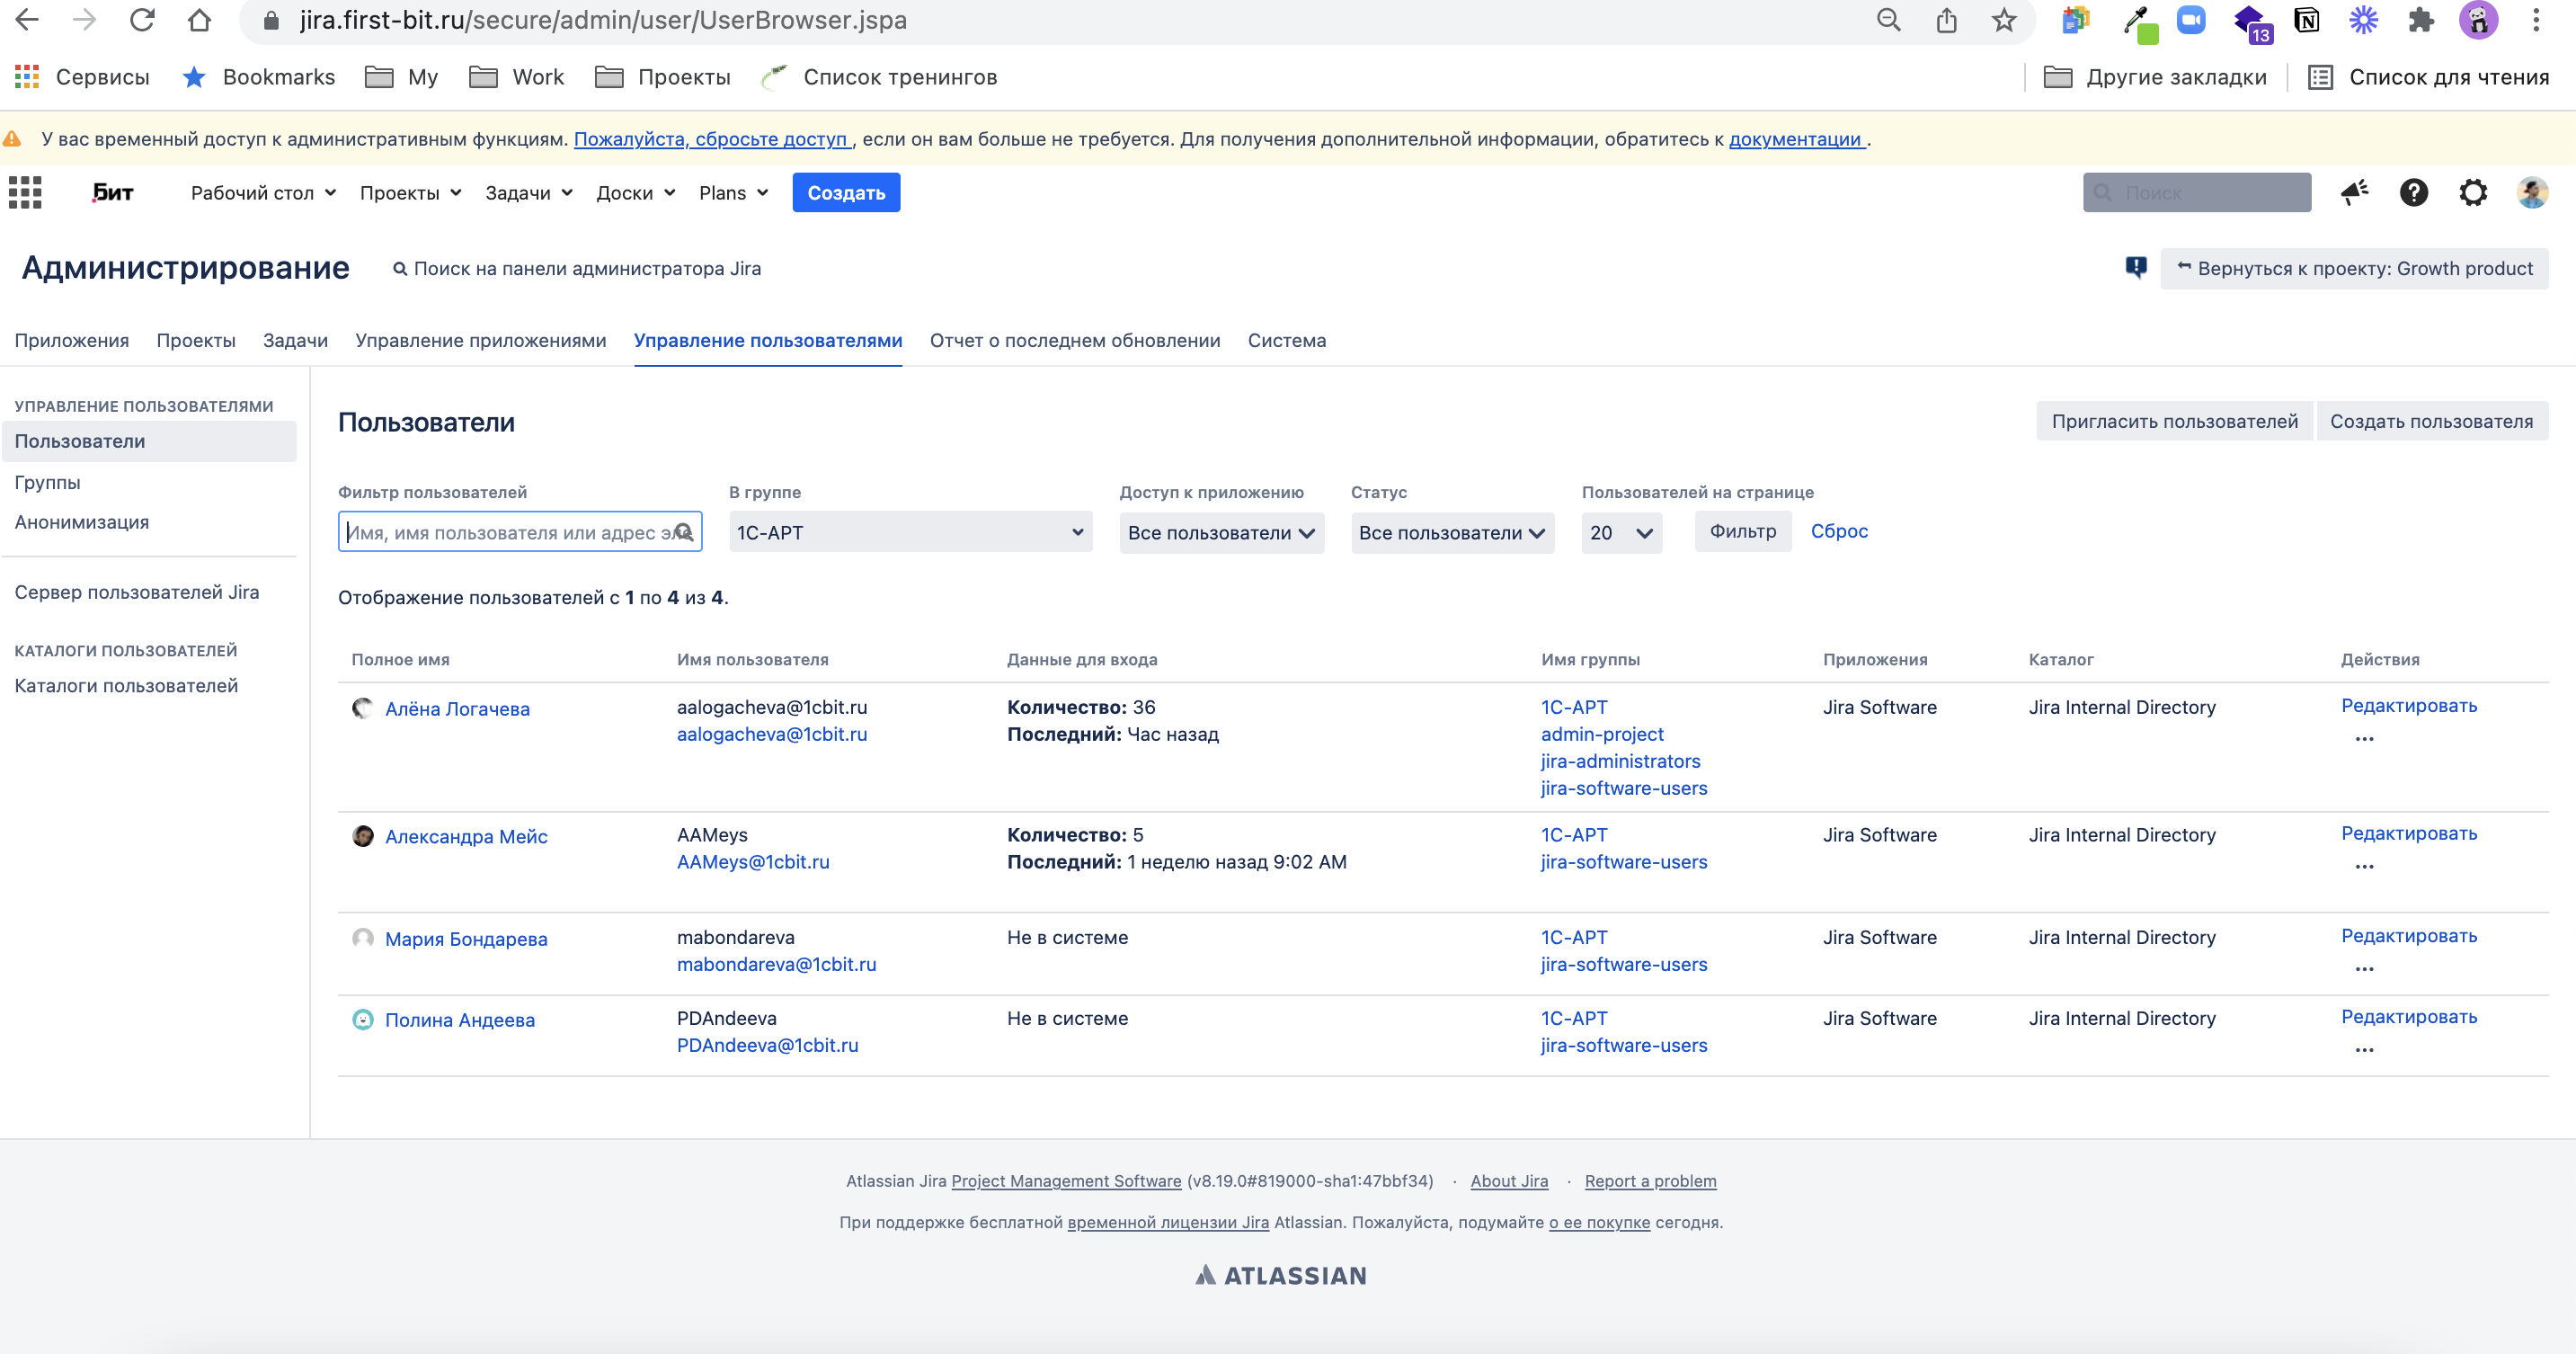 jira.first-bit.ru/secure/admin/user/UserBrowser.jspa
13
Сервисы Bookmarks My Work Проекты Список тренингов Другие закладки Список для чтения
У вас временный доступ к административным функциям. Пожалуйста, сбросьте доступ , если он вам больше не требуется. Для получения дополнительной информации, обратитесь к документации .
Бит Рабочий стол Проекты Задачи Доски Plans Создать Поиск
Администрирование Поиск на панели администратора Jira Вернуться к проекту: Growth product
Приложения Проекты Задачи Управление приложениями Управление пользователями Отчет о последнем обновлении Система
УПРАВЛЕНИЕ ПОЛЬЗОВАТЕЛЯМИ
Пользователи
Группы
Анонимизация
Сервер пользователей Jira
КАТАЛОГИ ПОЛЬЗОВАТЕЛЕЙ
Каталоги пользователей
Пользователи Пригласить пользователей Создать пользователя
Фильтр пользователей В группе Доступ к приложению Статус Пользователей на странице
Имя, имя пользователя или адрес эле 1С-АРТ Все пользователи Все пользователи 20 Фильтр Сброс
Отображение пользователей с 1 по 4 из 4.
Полное имя Имя пользователя Данные для входа Имя группы Приложения Каталог Действия
Алёна Логачева aalogacheva@1cbit.ru Количество: 36 1С-АРТ Jira Software Jira Internal Directory Редактировать
aalogacheva@1cbit.ru Последний: Час назад admin-project ...
jira-administrators
jira-software-users
Александра Мейс AAMeys Количество: 5 1С-АРТ Jira Software Jira Internal Directory Редактировать
AAMeys@1cbit.ru Последний: 1 неделю назад 9:02 AM jira-software-users ...
Мария Бондарева mabondareva Не в системе 1С-АРТ Jira Software Jira Internal Directory Редактировать
mabondareva@1cbit.ru jira-software-users ...
Полина Андеева PDAndeeva Не в системе 1С-АРТ Jira Software Jira Internal Directory Редактировать
PDAndeeva@1cbit.ru jira-software-users ...
Atlassian Jira Project Management Software (v8.19.0#819000-sha1:47bbf34) · About Jira · Report a problem
При поддержке бесплатной временной лицензии Jira Atlassian. Пожалуйста, подумайте о ее покупке сегодня.
ATLASSIAN